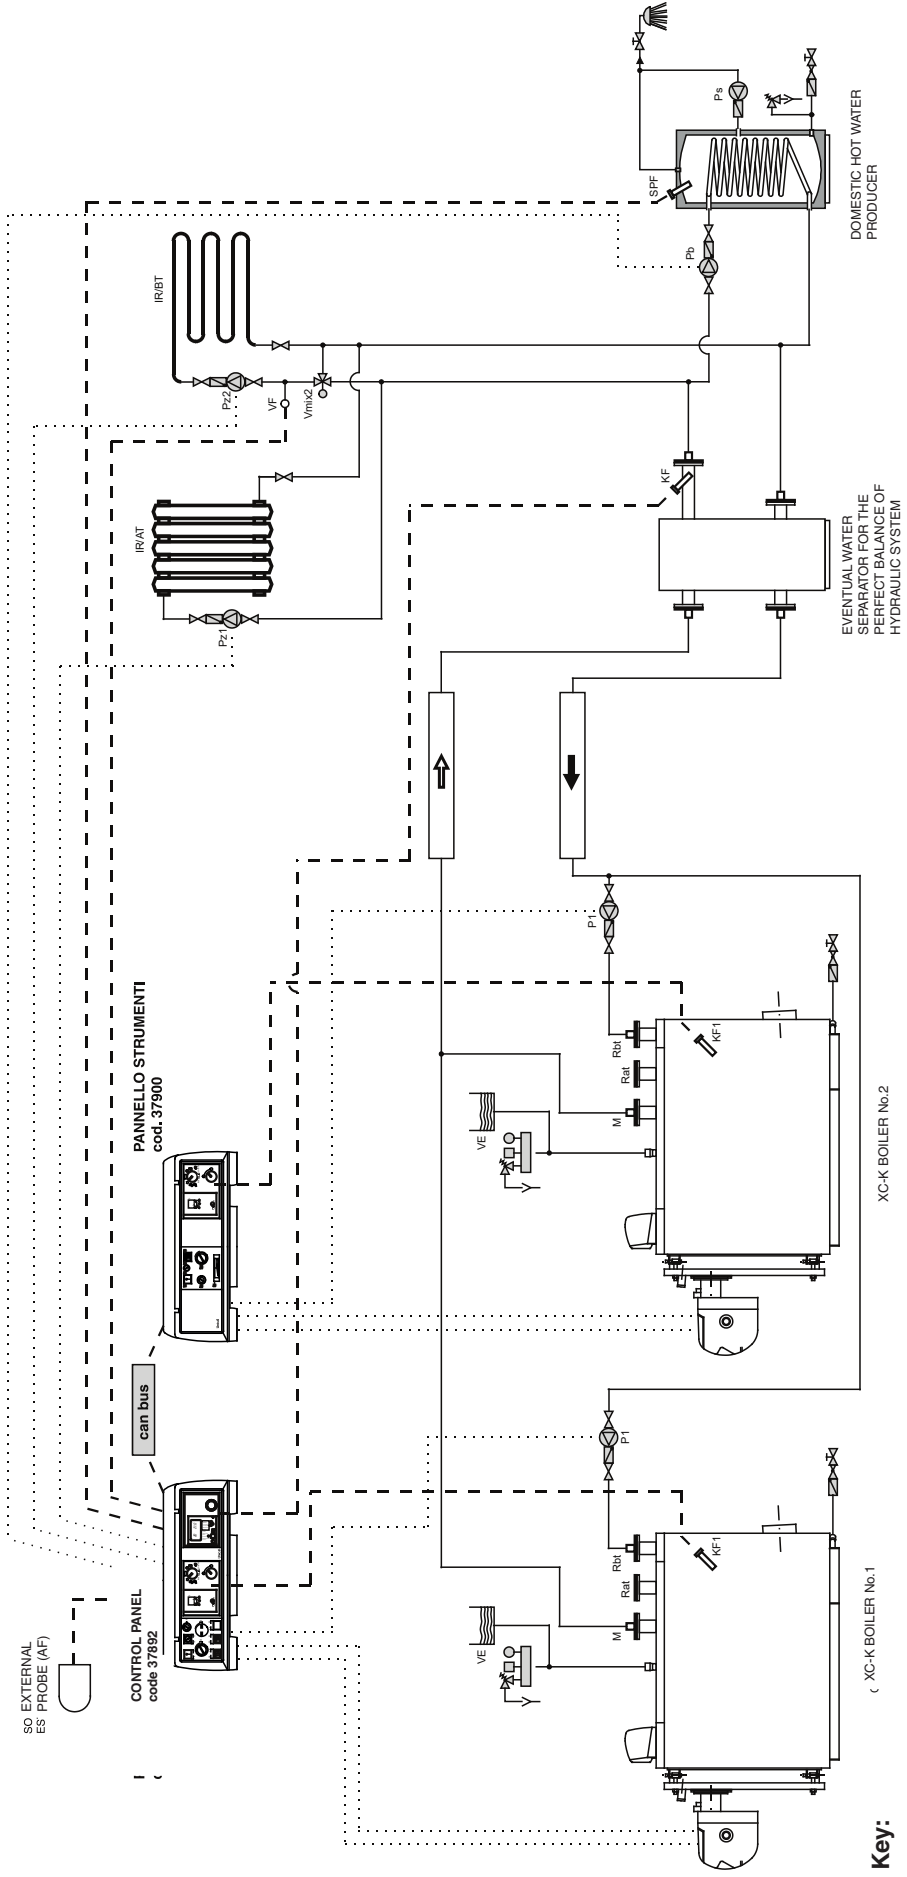 SO EXTERNAL
ES' PROBE (AF)
CONTROL PANEL
code 37892
can bus
PANNELLO STRUMENTI
cod. 37900
IR/AT
IR/BT
Pz1
Pz2
VF
Vmix2
VE
VE
P1
P1
M
Rat
Rbt
M
Rat
Rbt
KF1
KF1
KF
Pb
SPF
Ps
EVENTUAL WATER
SEPARATOR FOR THE
PERFECT BALANCE OF
HYDRAULIC SYSTEM
DOMESTIC HOT WATER
PRODUCER
XC-K BOILER No.1
XC-K BOILER No.2
Key: